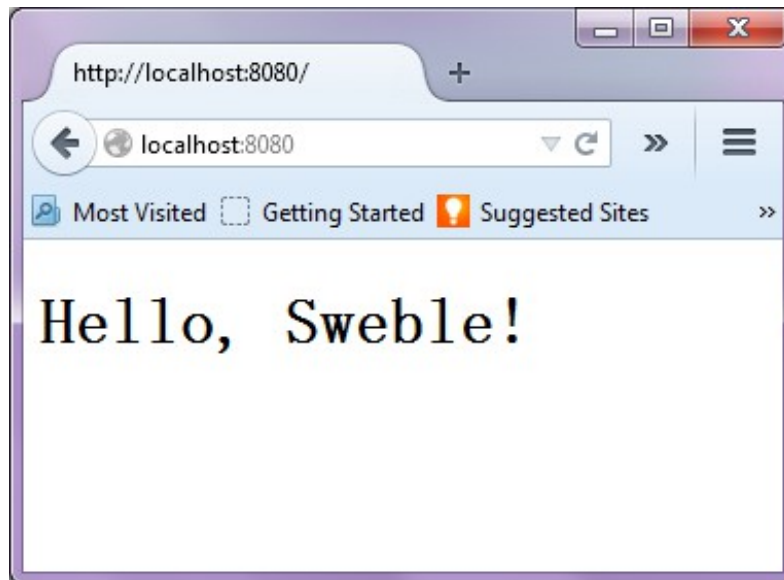 http://localhost:8080/
localhost:8080
Most Visited Getting Started Suggested Sites
Hello, Sweble!